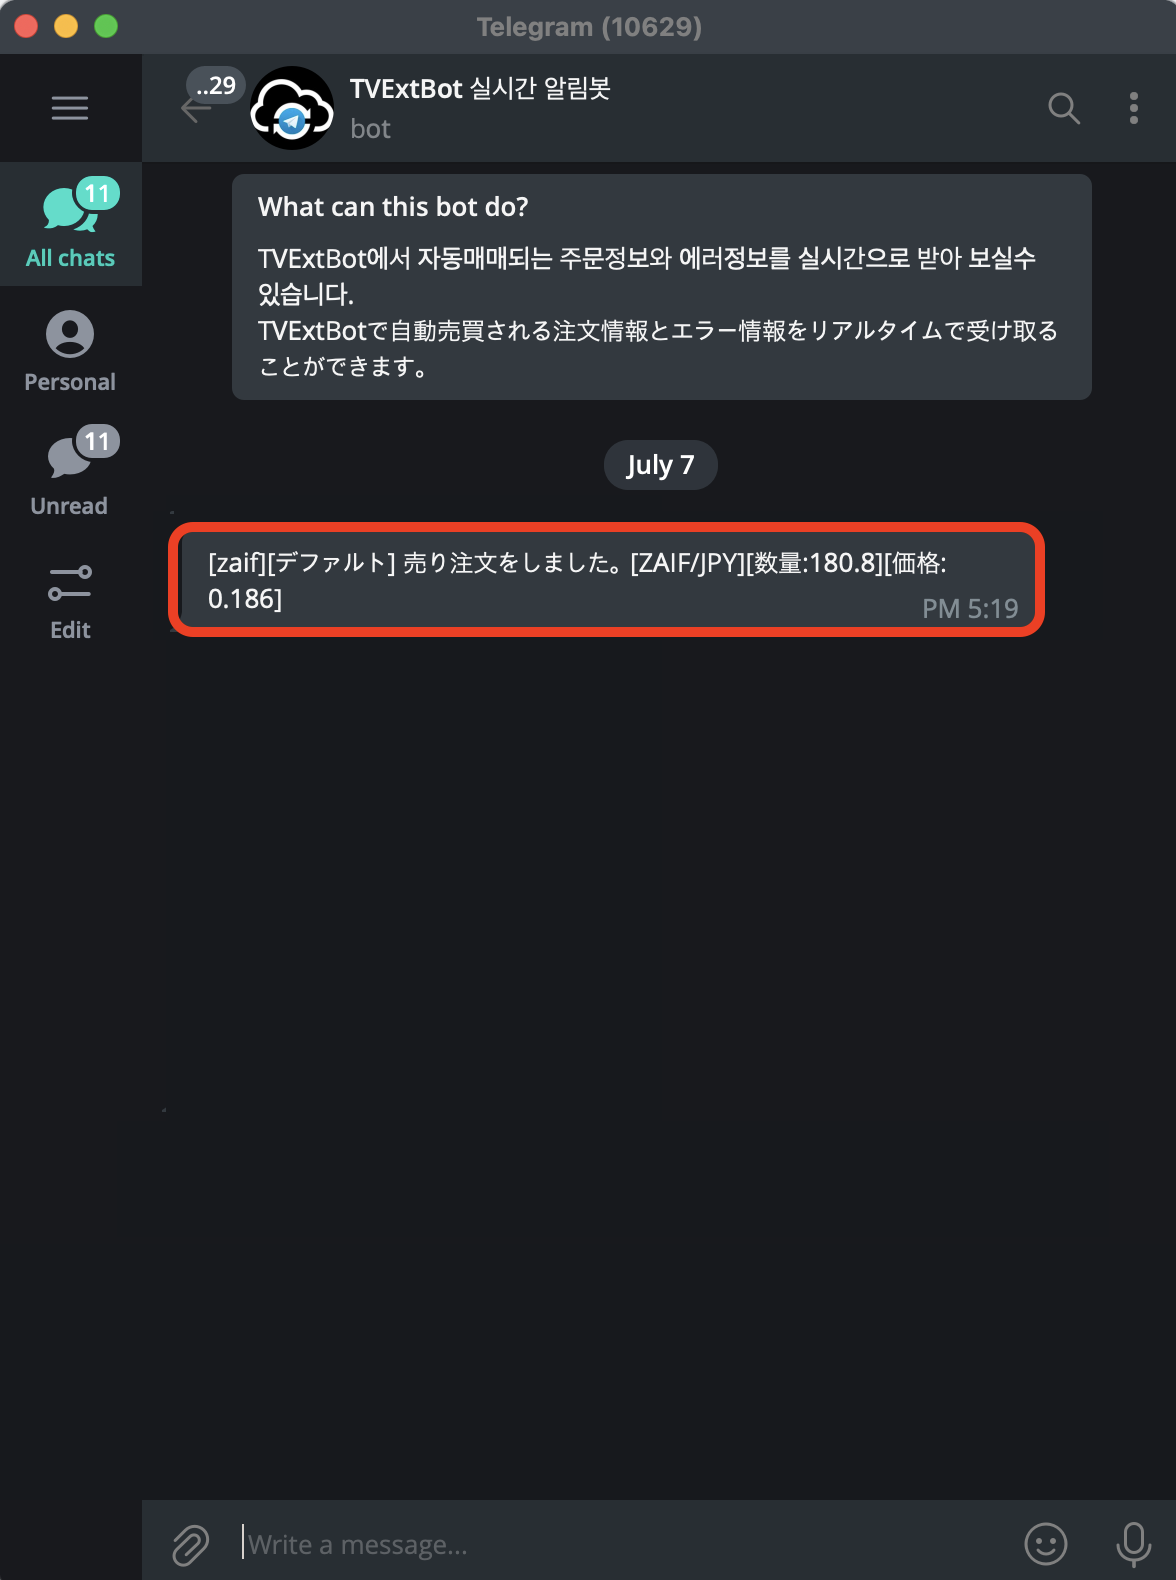 Telegram (10629)
..29
TVExtBot 실시간 알림봇
bot
11
All chats
Personal
11
Unread
Edit
What can this bot do?
TVExtBot에서 자동매매되는 주문정보와 에러정보를 실시간으로 받아 보실수
있습니다.
TVExtBotで自動売買される注文情報とエラー情報をリアルタイムで受け取る
ことができます。
July 7
[zaif][デファルト] 売り注文をしました。[ZAIF/JPY][数量:180.8][価格:
0.186]
PM 5:19
Write a message...